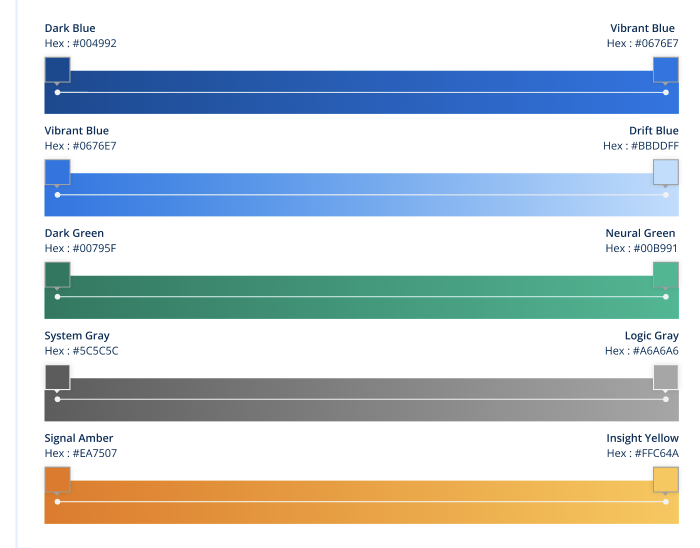 Dark Blue
Hex : #004992
Vibrant Blue
Hex : #0676E7
Vibrant Blue
Hex : #0676E7
Drift Blue
Hex : #BBDDFF
Dark Green
Hex : #00795F
Neural Green
Hex : #00B991
System Gray
Hex : #5C5C5C
Logic Gray
Hex : #A6A6A6
Signal Amber
Hex : #EA7507
Insight Yellow
Hex : #FFC64A